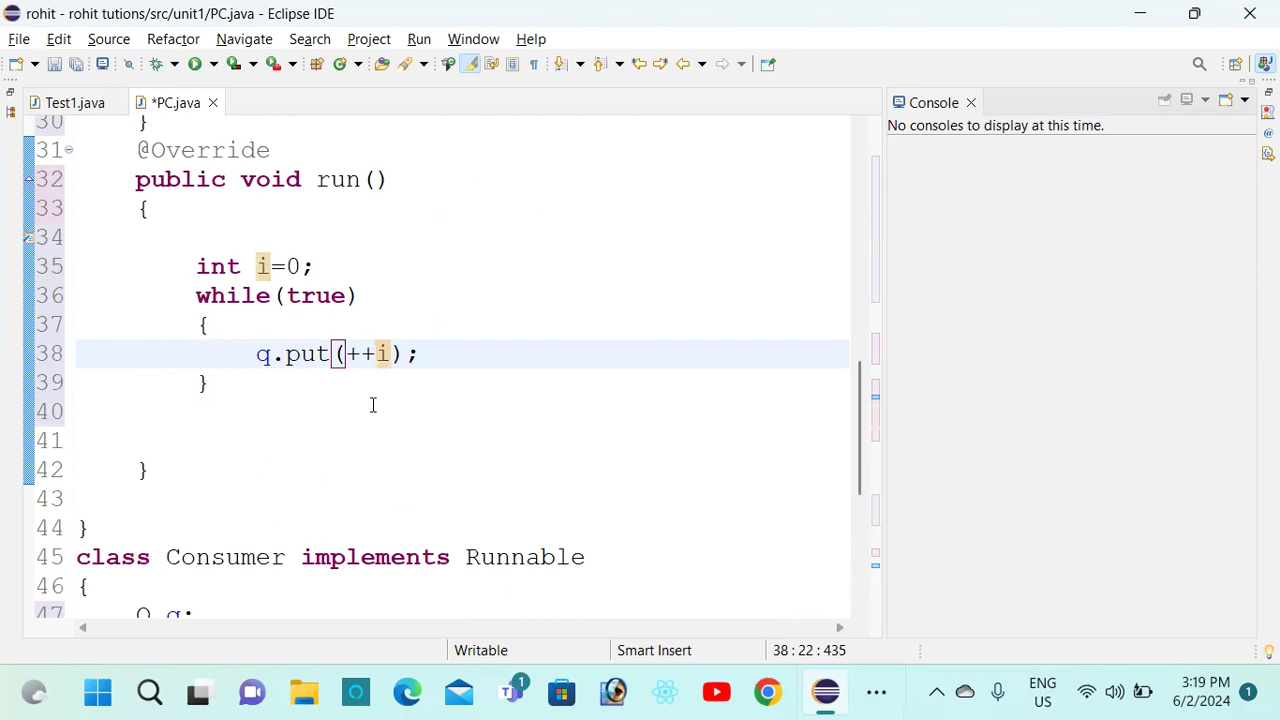 rohit - rohit tutions/src/unit1/PC.java - Eclipse IDE
File Edit Source Refactor Navigate Search Project Run Window Help
Test1.java *PC.java Console
No consoles to display at this time.
30 }
31 @Override
32 public void run()
33 {
34
35 int i=0;
36 while(true)
37 {
38 q.put(++i);
39 }
40
41
42 }
43
44 }
45 class Consumer implements Runnable
46 {
47 Q q;
Writable Smart Insert 38 : 22 : 435
1 ENG US 3:19 PM 6/2/2024 1